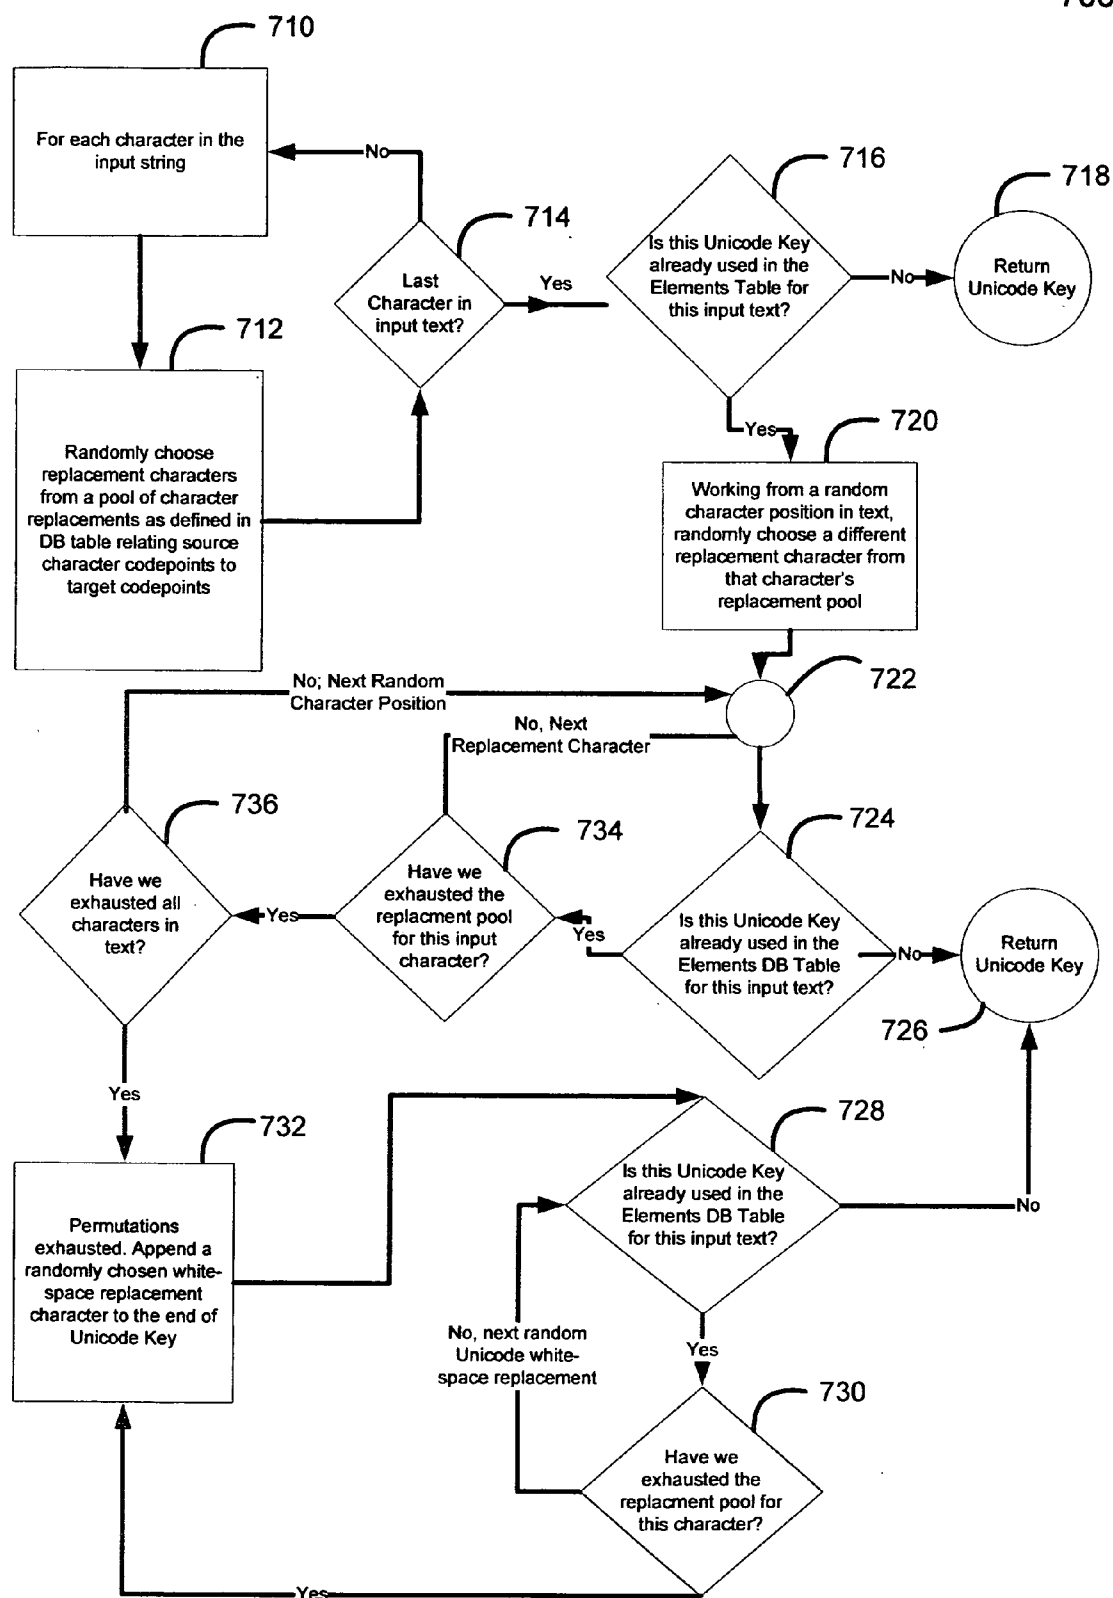 710
For each character in the
input string
No
714
Last
Character in
input text?
Yes
716
Is this Unicode Key
already used in the
Elements Table for
this input text?
No
718
Return
Unicode Key
712
Randomly choose
replacement characters
from a pool of character
replacements as defined in
DB table relating source
character codepoints to
target codepoints
Yes
720
Working from a random
character position in text,
randomly choose a different
replacement character from
that character's
replacement pool
722
No; Next Random
Character Position
No, Next
Replacement Character
736
Have we
exhausted all
characters in
text?
Yes
734
Have we
exhausted the
replacment pool
for this input
character?
Yes
724
Is this Unicode Key
already used in the
Elements DB Table
for this input text?
No
Return
Unicode Key
726
Yes
732
Permutations
exhausted. Append a
randomly chosen white-
space replacement
character to the end of
Unicode Key
728
Is this Unicode Key
already used in the
Elements DB Table
for this input text?
No
No, next random
Unicode white-
space replacement
Yes
730
Have we
exhausted the
replacment pool for
this character?
Yes